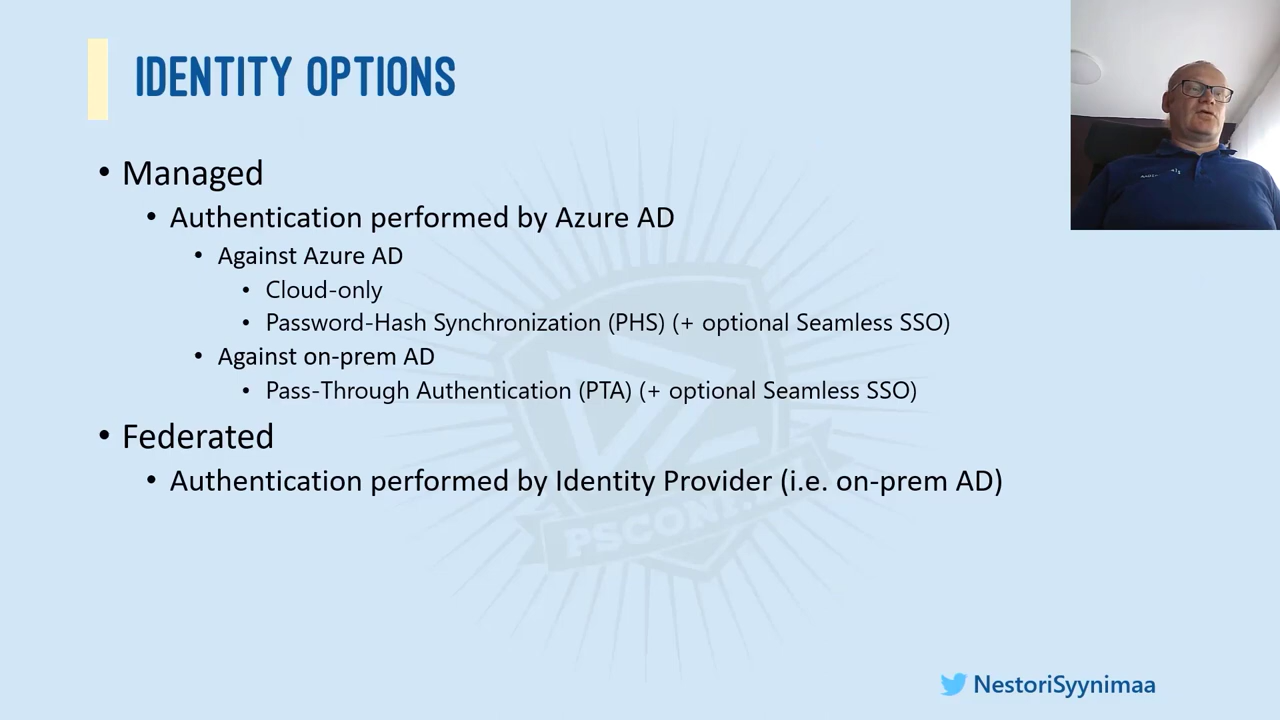 IDENTITY OPTIONS
• Managed
• Authentication performed by Azure AD
• Against Azure AD
• Cloud-only
• Password-Hash Synchronization (PHS) (+ optional Seamless SSO)
• Against on-prem AD
• Pass-Through Authentication (PTA) (+ optional Seamless SSO)
• Federated
• Authentication performed by Identity Provider (i.e. on-prem AD)
NestoriSyynimaa